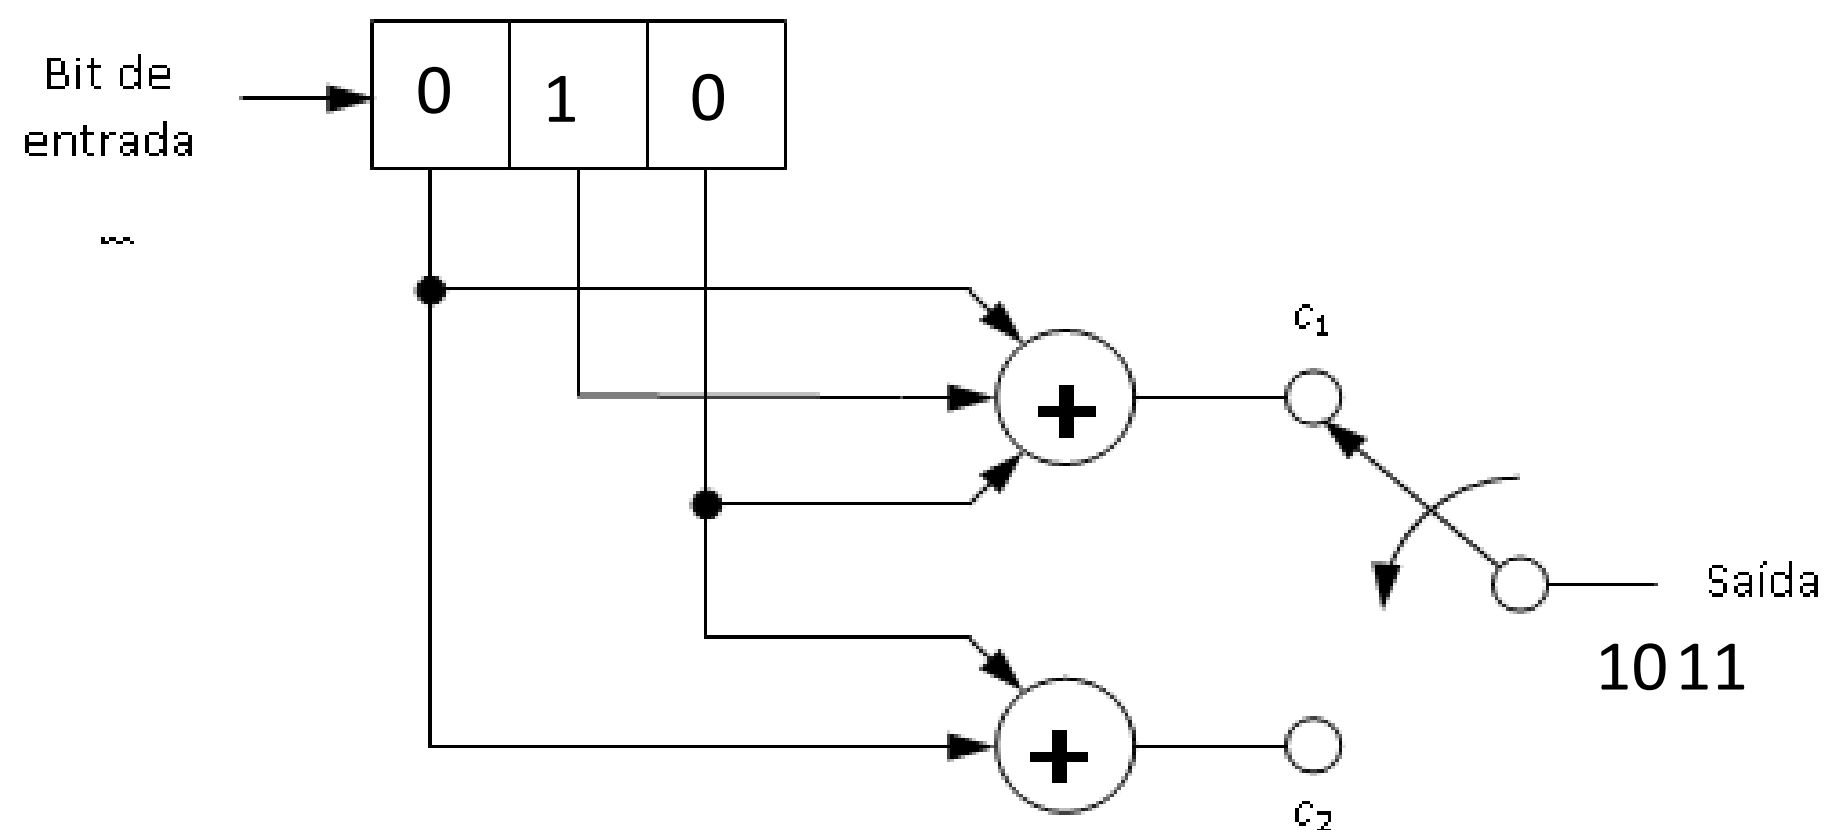 Bit de
entrada
0 1 0
+
c₁
Saída
1011
+
c₂